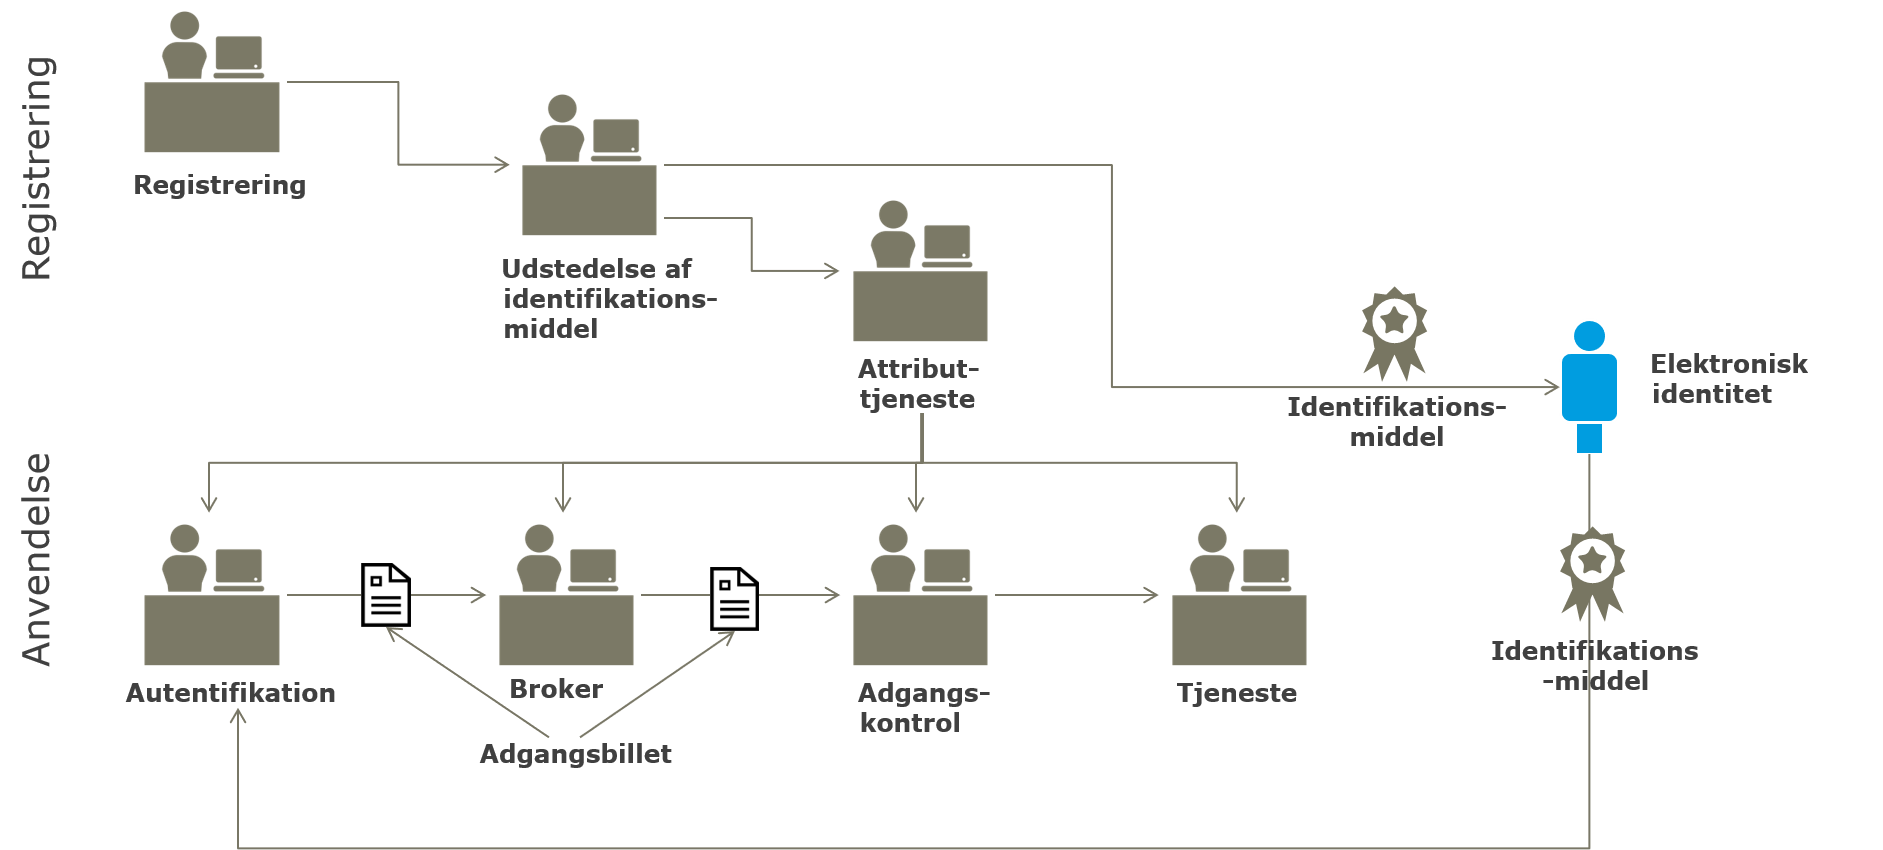 Registrering
Registrering
Udstedelse af
identifikations-
middel
Attribut-
tjeneste
Identifikations-
middel
Elektronisk
identitet
Anvendelse
Autentifikation
Broker
Adgangs-
kontrol
Tjeneste
Identifikations
-middel
Adgangsbillet